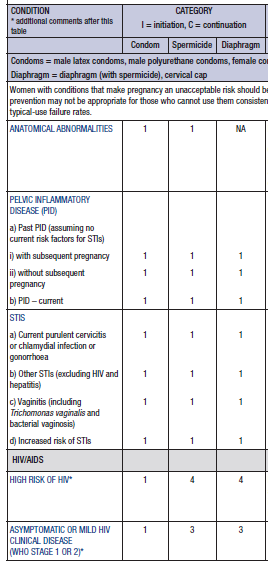 CONDITION
* additional comments after this
table
CATEGORY
I = initiation, C = continuation
Condom Spermicide Diaphragm
Condoms = male latex condoms, male polyurethane condoms, female
Diaphragm = diaphragm (with spermicide), cervical cap
Women with conditions that make pregnancy an unacceptable risk should
prevention may not be appropriate for those who cannot use them
typical-use failure rates.
ANATOMICAL ABNORMALITIES 1 1 NA
PELVIC INFLAMMATORY
DISEASE (PID)
a) Past PID (assuming no
current risk factors for STIs)
i) with subsequent pregnancy 1 1 1
ii) without subsequent 1 1 1
pregnancy
b) PID – current 1 1 1
STIS
a) Current purulent cervicitis 1 1 1
or chlamydial infection or
gonorrhoea
b) Other STIs (excluding HIV and 1 1 1
hepatitis)
c) Vaginitis (including 1 1 1
Trichomonas vaginalis and
bacterial vaginosis)
d) Increased risk of STIs 1 1 1
HIV/AIDS
HIGH RISK OF HIV* 1 4 4
ASYMPTOMATIC OR MILD HIV 1 3 3
CLINICAL DISEASE
(WHO STAGE 1 OR 2)*